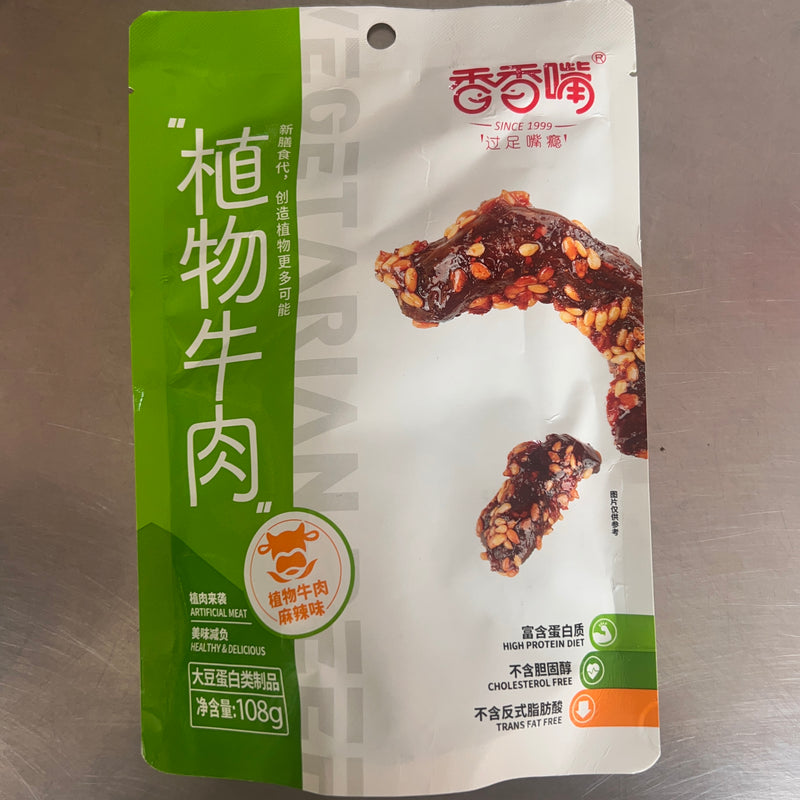 香香嘴®
SINCE 1999
过足嘴瘾
"植物牛肉"
新膳食代，创造植物更多可能
VEGETARIAN BEEF
图片仅供参考
植物牛肉
麻辣味
植肉来袭
ARTIFICIAL MEAT
美味减负
HEALTHY & DELICIOUS
大豆蛋白类制品
净含量:108g
富含蛋白质
HIGH PROTEIN DIET
不含胆固醇
CHOLESTEROL FREE
不含反式脂肪酸
TRANS FAT FREE